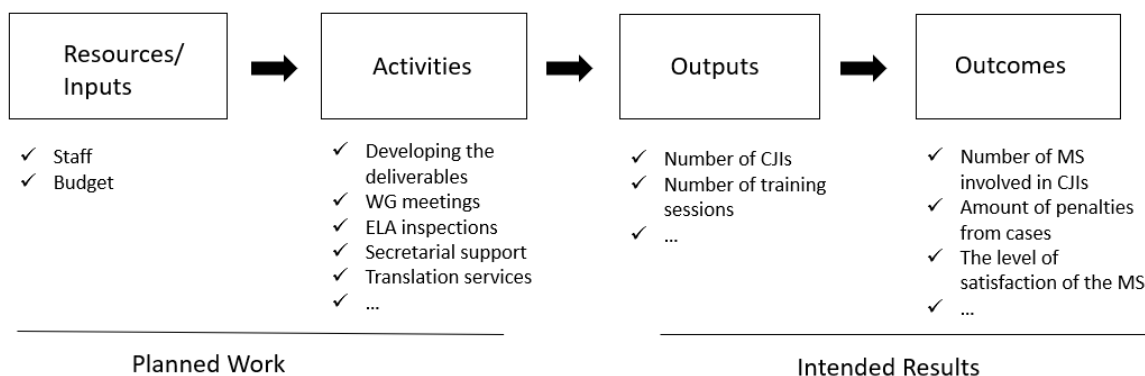 Resources/
Inputs
Activities
Outputs
Outcomes
✓ Staff
✓ Budget
✓ Developing the
deliverables
✓ WG meetings
✓ ELA inspections
✓ Secretarial support
✓ Translation services
✓ ...
✓ Number of CJIs
✓ Number of training
sessions
✓ ...
✓ Number of MS
involved in CJIs
✓ Amount of penalties
from cases
✓ The level of
satisfaction of the MS
✓ ...
Planned Work
Intended Results